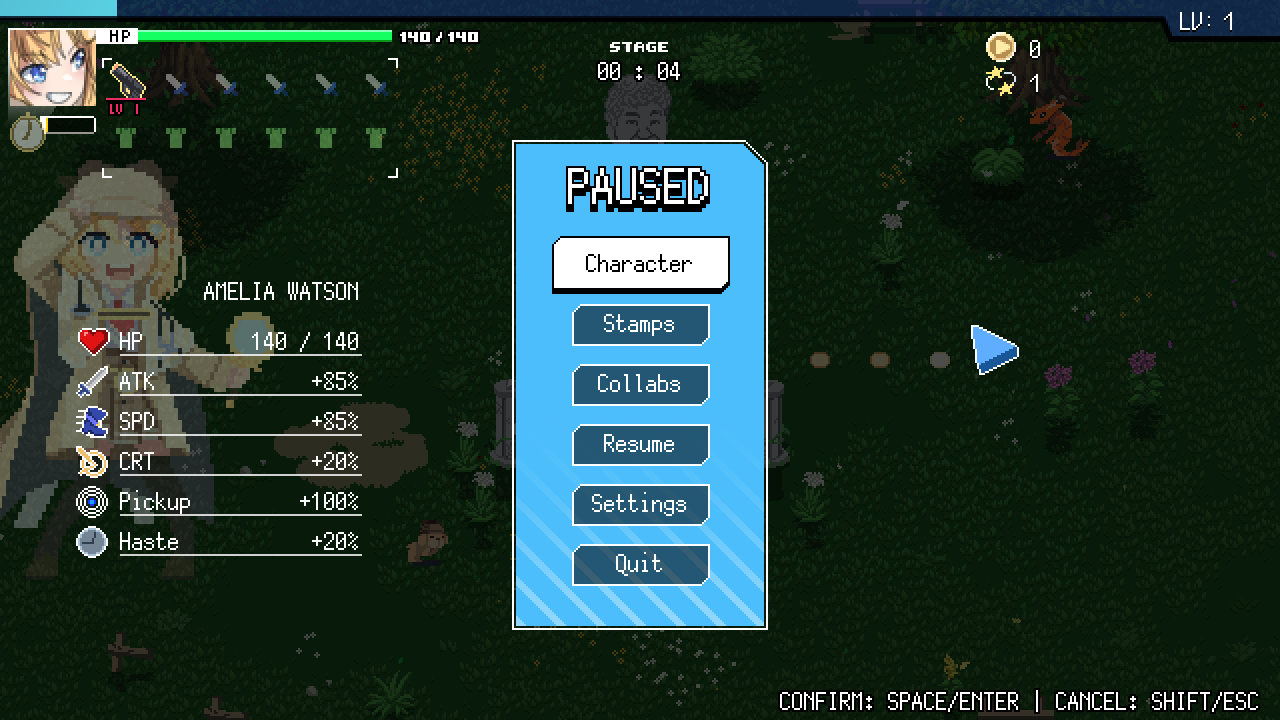 LV: 1
HP 140 / 140
STAGE
00 : 04
0
1
LV 1
PAUSED
Character
Stamps
Collabs
Resume
Settings
Quit
AMELIA WATSON
HP 140 / 140
ATK +85%
SPD +85%
CRT +20%
Pickup +100%
Haste +20%
CONFIRM: SPACE/ENTER | CANCEL: SHIFT/ESC